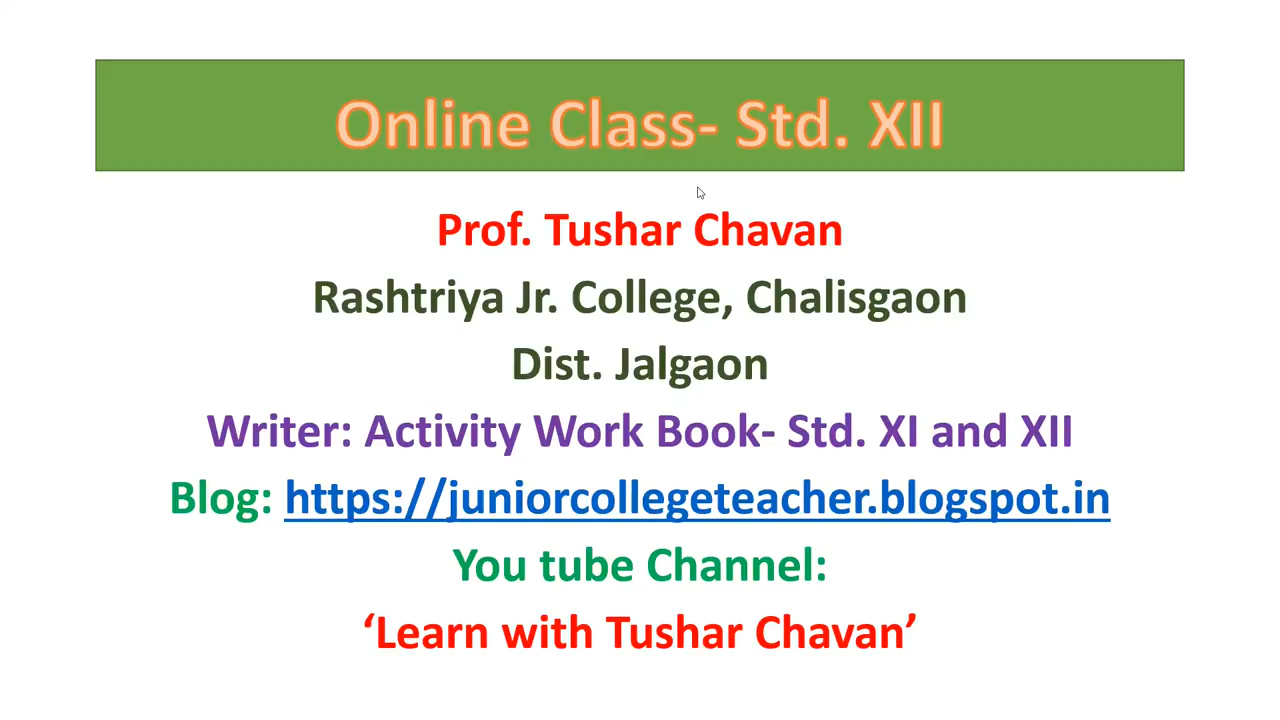 Online Class- Std. XII
Prof. Tushar Chavan
Rashtriya Jr. College, Chalisgaon
Dist. Jalgaon
Writer: Activity Work Book- Std. XI and XII
Blog: https://juniorcollegeteacher.blogspot.in
You tube Channel:
‘Learn with Tushar Chavan’